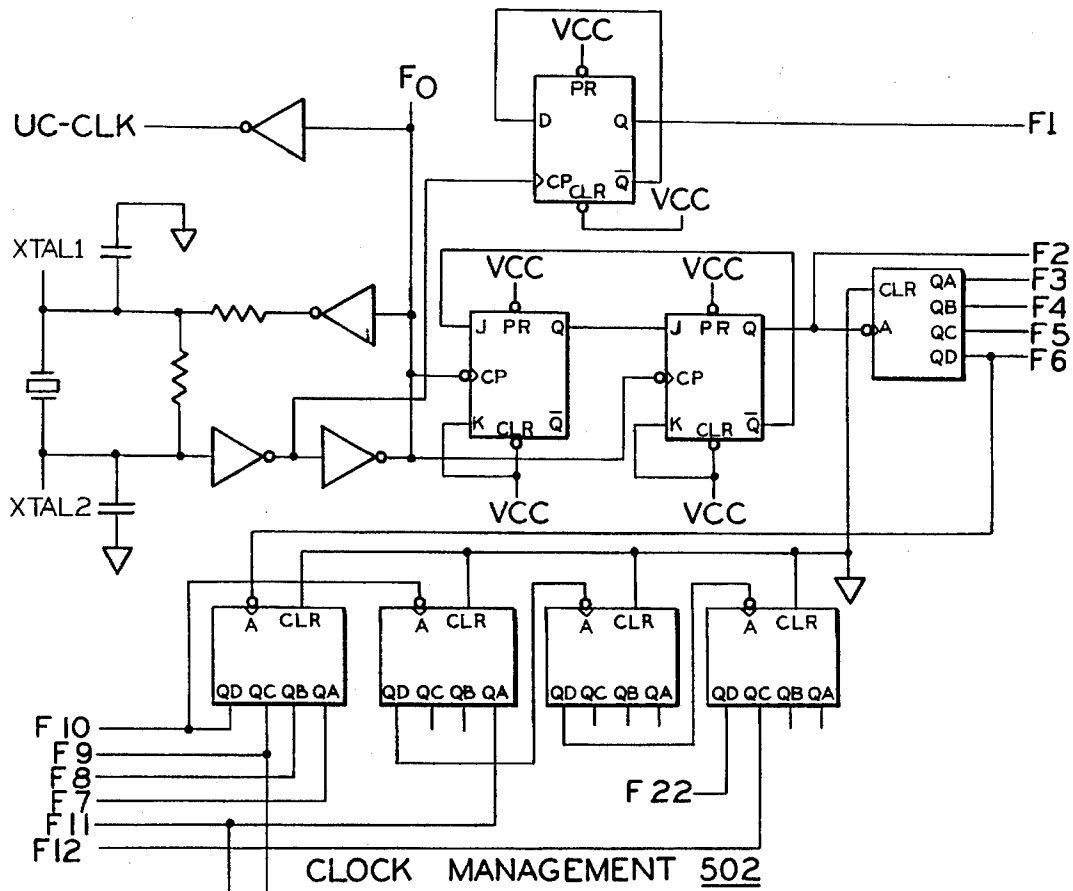 VCC
F0
PR
UC-CLK
D Q
F1
CP CLR Q̅
VCC
XTAL1
VCC VCC
F2
CLR QA F3
J PR Q J PR Q
QB F4
A QC F5
QD F6
CP CP
K CLR Q̅ K CLR Q̅
XTAL2
VCC VCC
A CLR A CLR A CLR A CLR
QD QC QB QA QD QC QB QA QD QC QB QA QD QC QB QA
F10
F9
F8
F22
F7
F11
F12
CLOCK MANAGEMENT 502